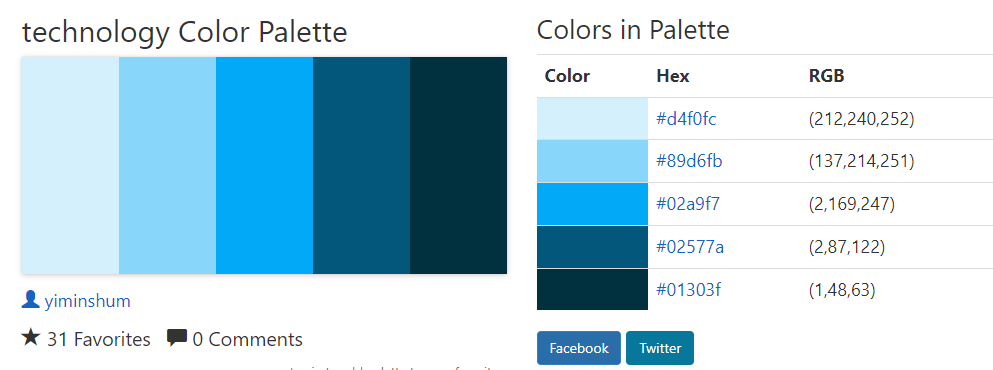 technology Color Palette
yiminshum
31 Favorites 0 Comments
Colors in Palette
Color Hex RGB
#d4f0fc (212,240,252)
#89d6fb (137,214,251)
#02a9f7 (2,169,247)
#02577a (2,87,122)
#01303f (1,48,63)
Facebook Twitter